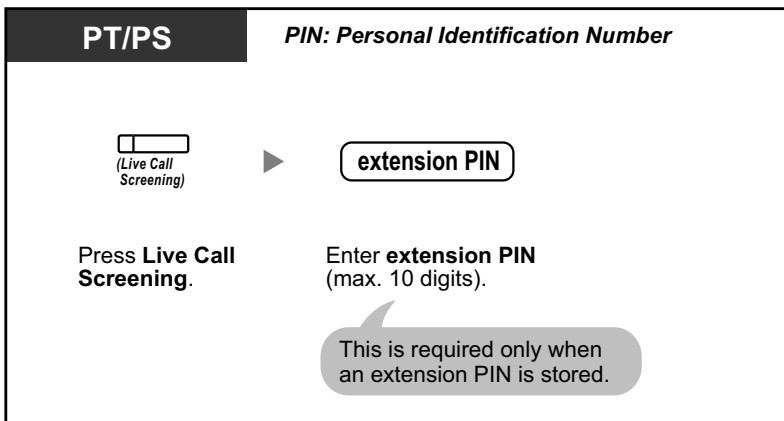 PT/PS
PIN: Personal Identification Number
(Live Call
Screening)
extension PIN
Press Live Call
Screening.
Enter extension PIN
(max. 10 digits).
This is required only when
an extension PIN is stored.